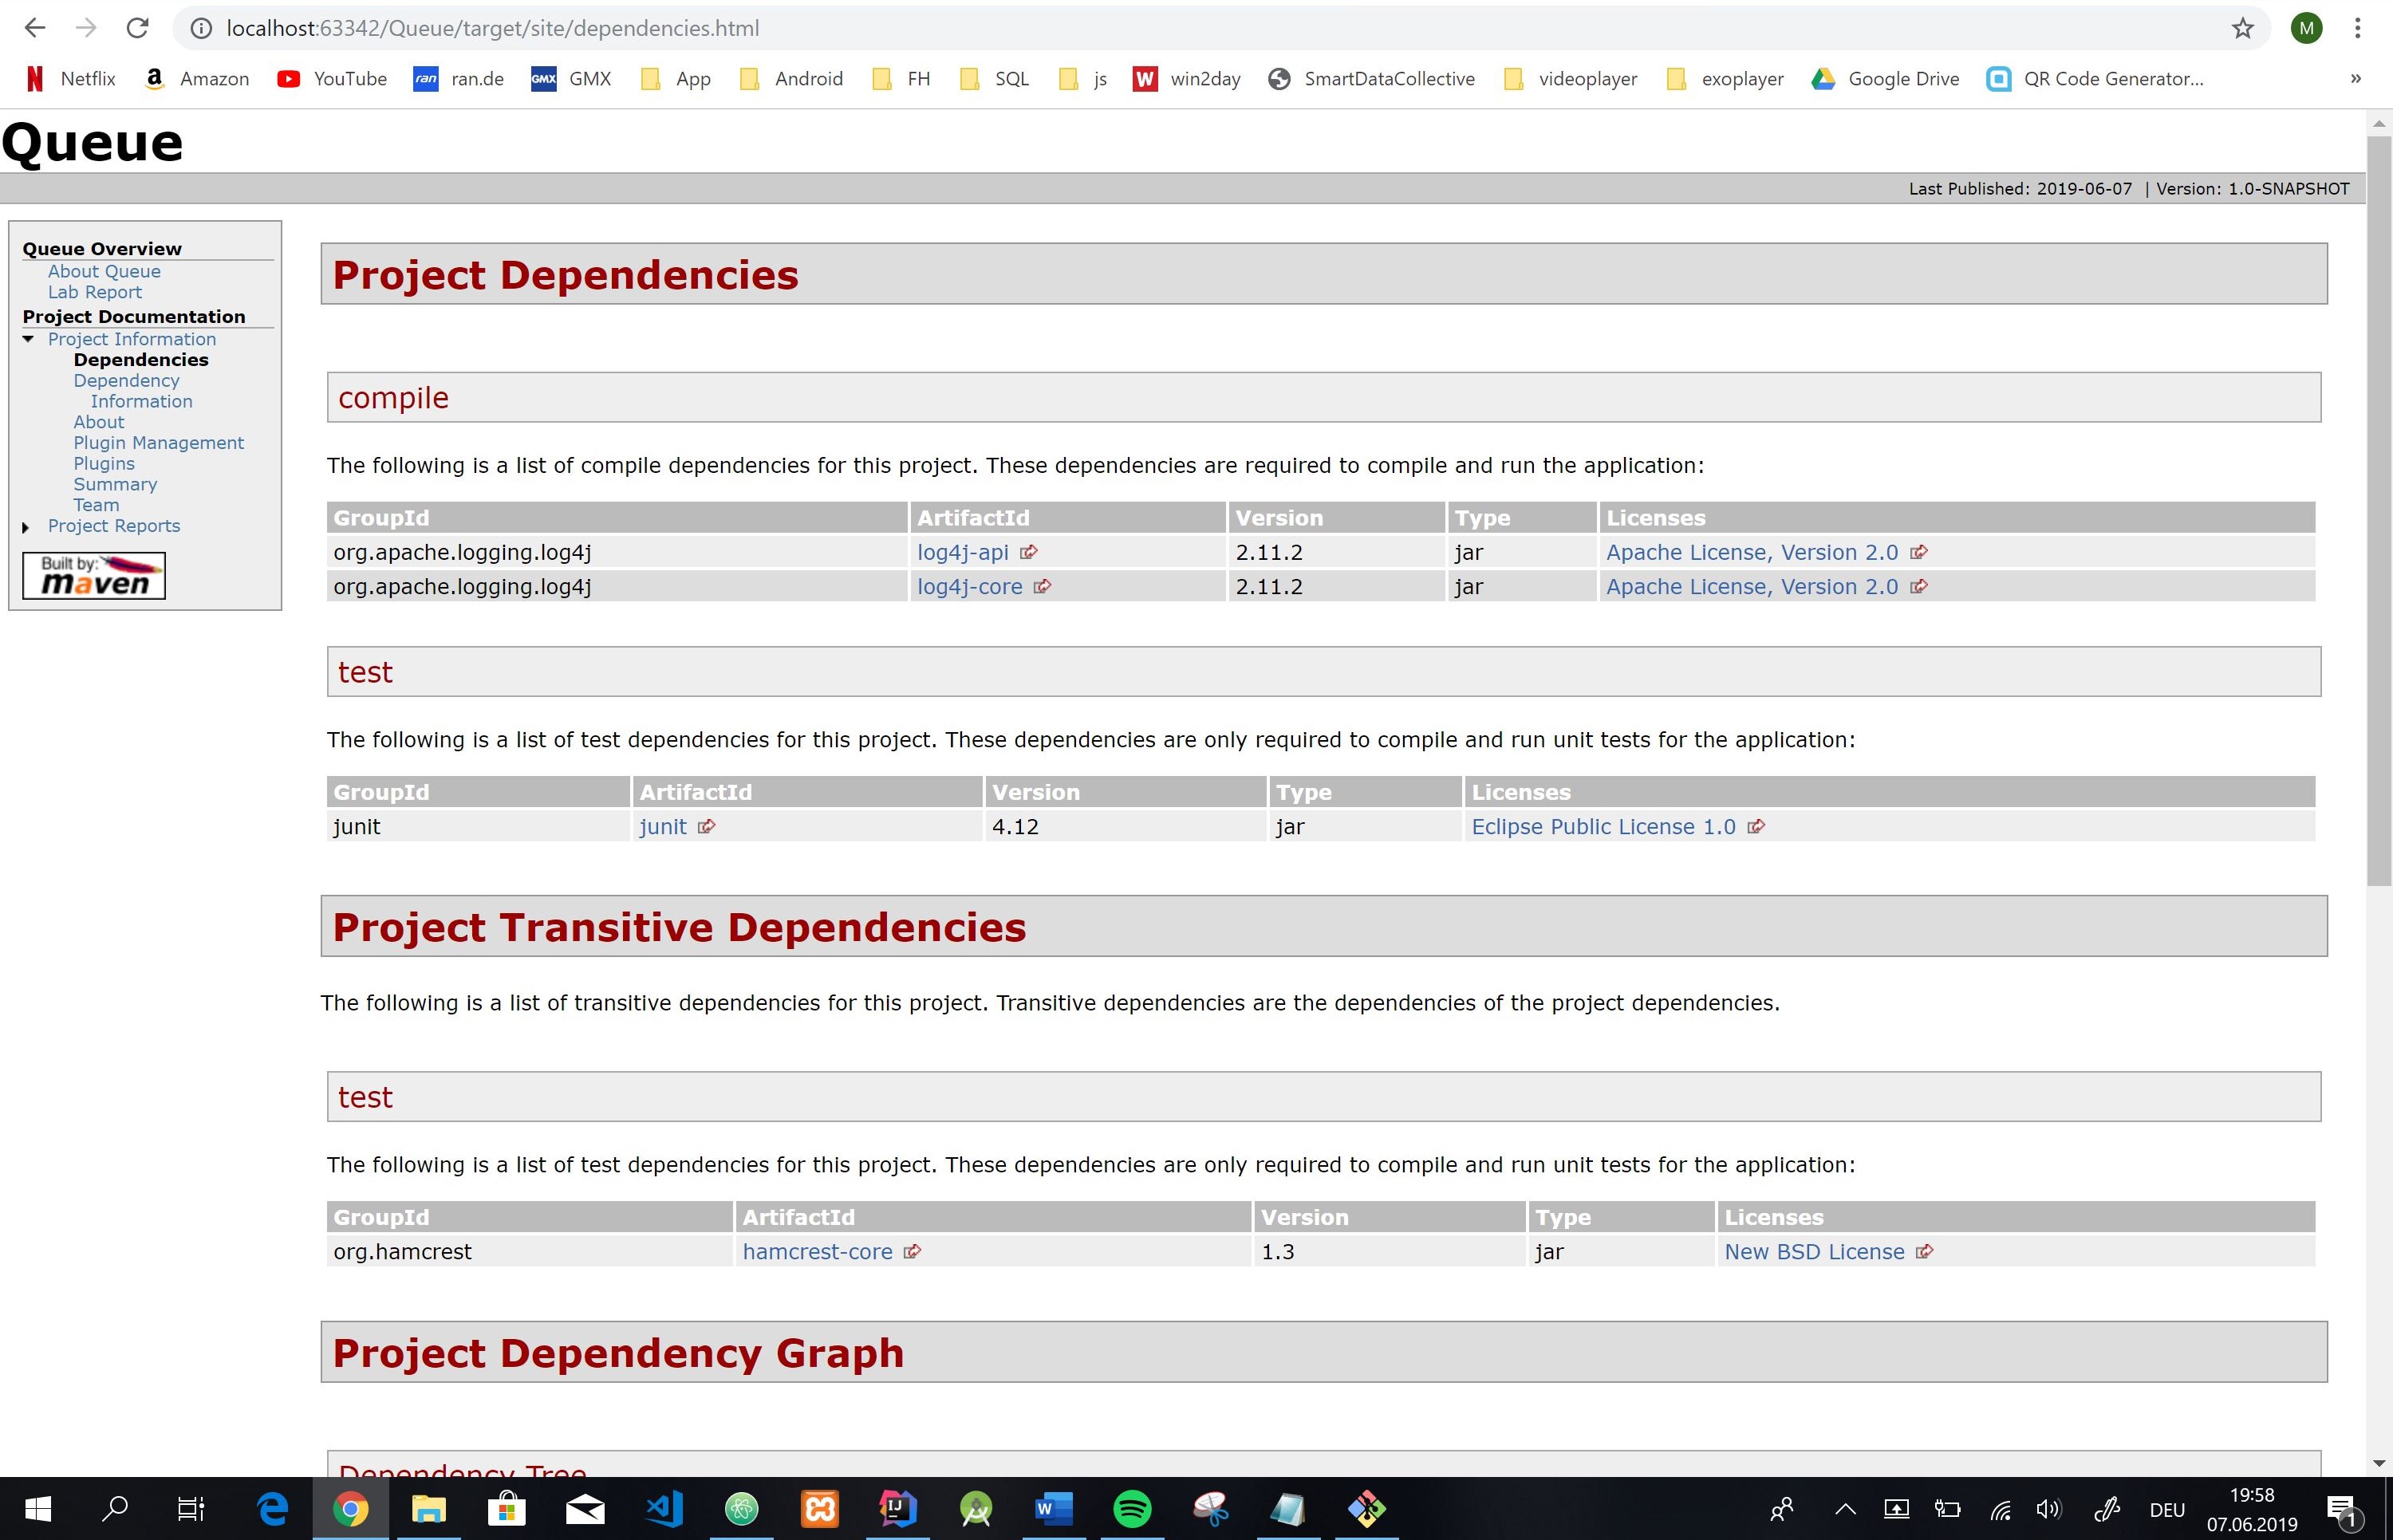 localhost:63342/Queue/target/site/dependencies.html
M
Netflix Amazon YouTube ran ran.de GMX GMX App Android FH SQL js W win2day SmartDataCollective videoplayer exoplayer Google Drive QR Code Generator... »
Queue
Last Published: 2019-06-07 | Version: 1.0-SNAPSHOT
Queue Overview
About Queue
Lab Report
Project Documentation
Project Information
Dependencies
Dependency
Information
About
Plugin Management
Plugins
Summary
Team
Project Reports
Built by:
maven
Project Dependencies
compile
The following is a list of compile dependencies for this project. These dependencies are required to compile and run the application:
GroupId ArtifactId Version Type Licenses
org.apache.logging.log4j log4j-api 2.11.2 jar Apache License, Version 2.0
org.apache.logging.log4j log4j-core 2.11.2 jar Apache License, Version 2.0
test
The following is a list of test dependencies for this project. These dependencies are only required to compile and run unit tests for the application:
GroupId ArtifactId Version Type Licenses
junit junit 4.12 jar Eclipse Public License 1.0
Project Transitive Dependencies
The following is a list of transitive dependencies for this project. Transitive dependencies are the dependencies of the project dependencies.
test
The following is a list of test dependencies for this project. These dependencies are only required to compile and run unit tests for the application:
GroupId ArtifactId Version Type Licenses
org.hamcrest hamcrest-core 1.3 jar New BSD License
Project Dependency Graph
Dependency Tree
IJ
W
DEU
19:58
07.06.2019
1